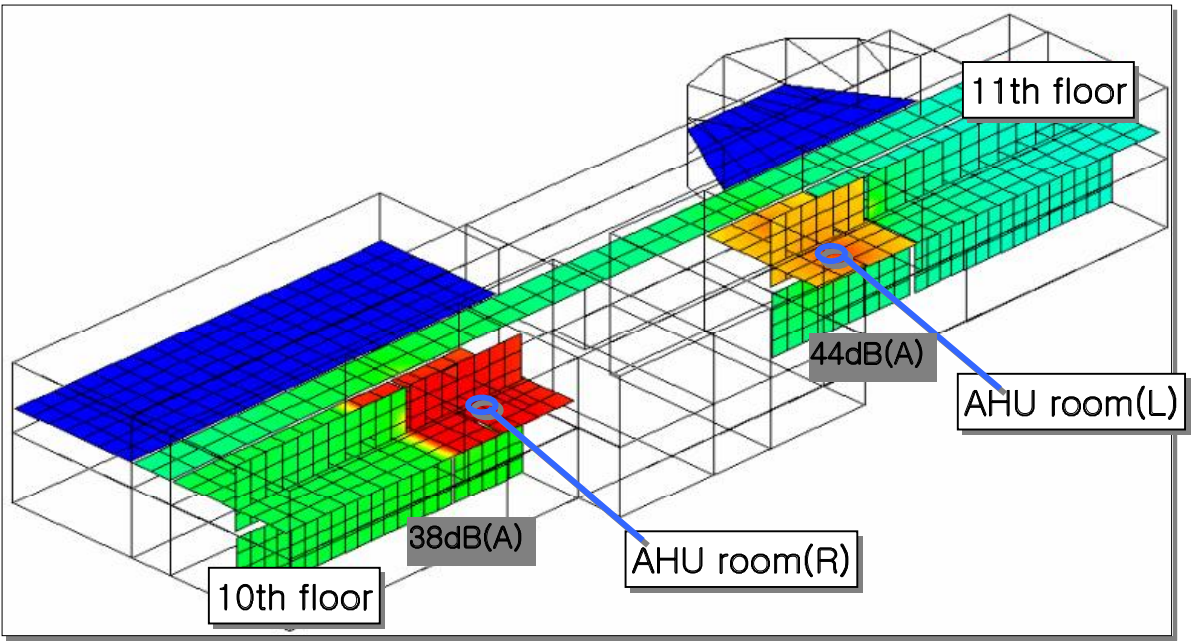 11th floor
44dB(A)
AHU room(L)
38dB(A)
AHU room(R)
10th floor